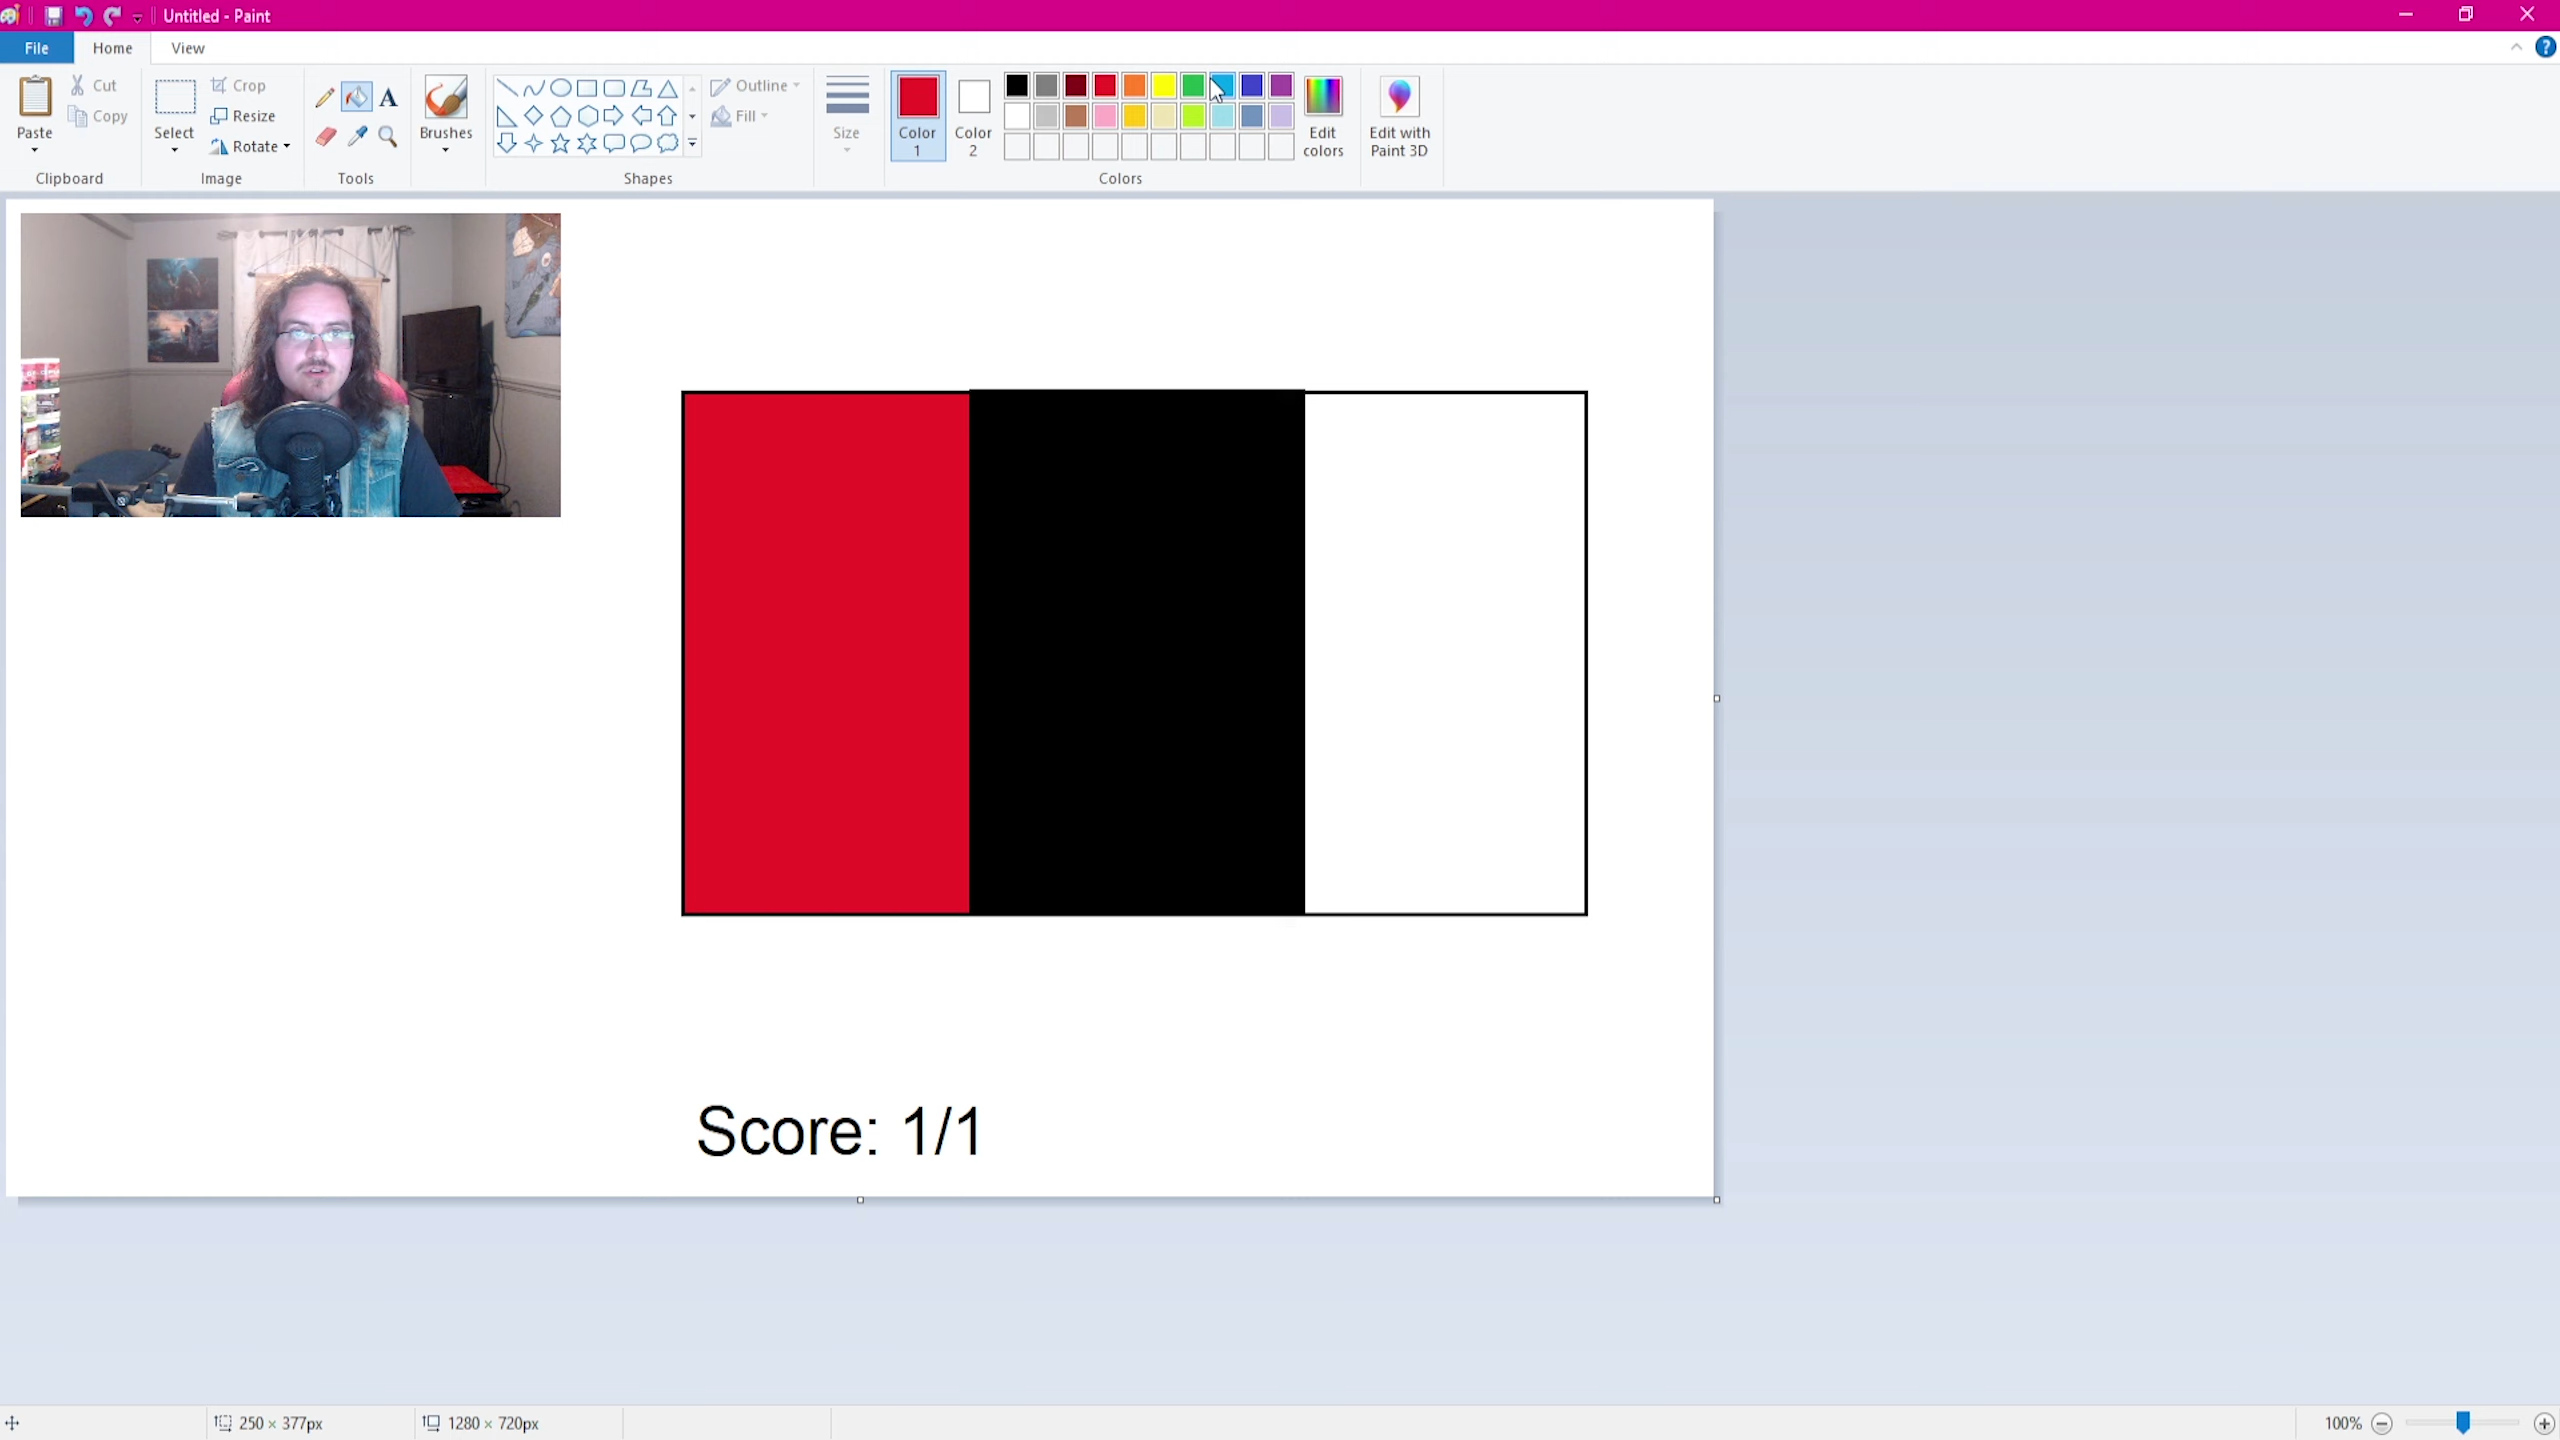 Untitled - Paint
File Home View
Paste
Cut
Copy
Clipboard
Select
Crop
Resize
Rotate
Image
A
Tools
Brushes
Outline
Fill
Shapes
Size
Color 1
Color 2
Colors
Edit colors
Edit with Paint 3D
?
Score: 1/1
250 × 377px
1280 × 720px
100%